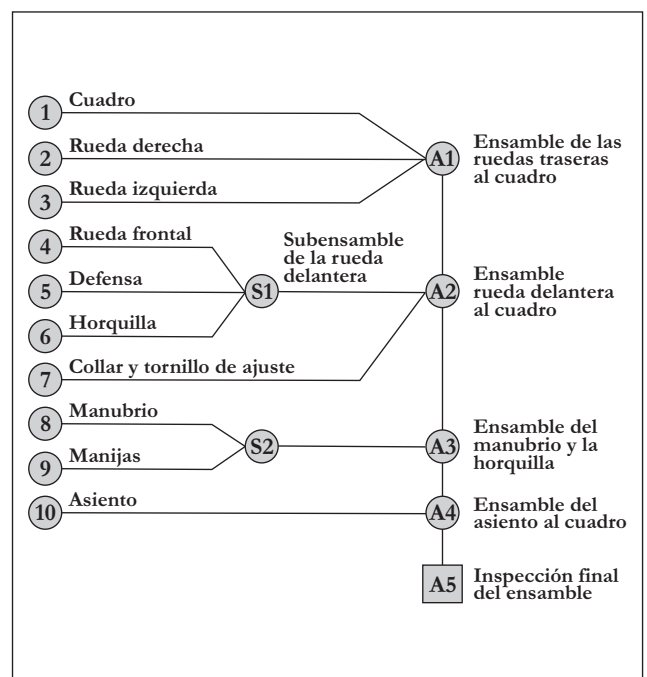 1 Cuadro
2 Rueda derecha
3 Rueda izquierda
A1
Ensamble de las
ruedas traseras
al cuadro
4 Rueda frontal
5 Defensa
6 Horquilla
S1
Subensamble
de la rueda
delantera
7 Collar y tornillo de ajuste
A2
Ensamble
rueda delantera
al cuadro
8 Manubrio
9 Manijas
S2
A3
Ensamble del
manubrio y la
horquilla
10 Asiento
A4
Ensamble del
asiento al cuadro
A5
Inspección final
del ensamble